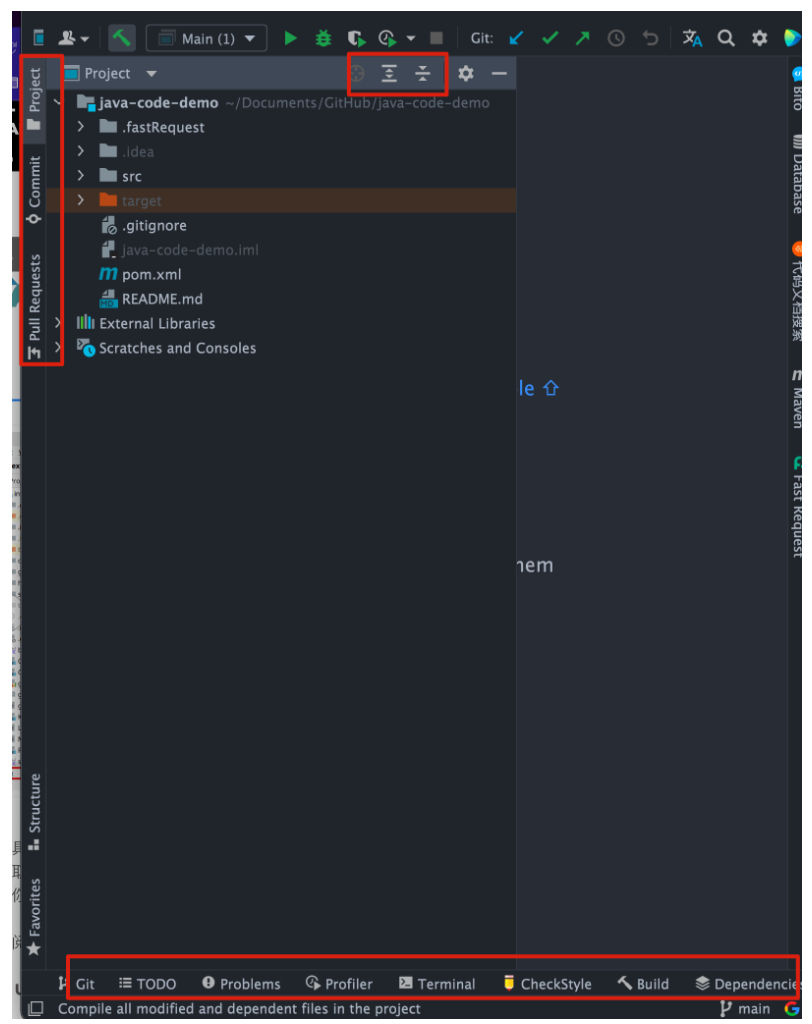 Main (1)
Git:
Project
java-code-demo ~/Documents/GitHub/java-code-demo
.fastRequest
.idea
src
target
.gitignore
java-code-demo.iml
pom.xml
README.md
External Libraries
Scratches and Consoles
Project
Commit
Pull Requests
Structure
Favorites
le ⇧
hem
Bito
Database
代码文档搜索
Maven
Fast Request
Git TODO Problems Profiler Terminal CheckStyle Build Dependencies
Compile all modified and dependent files in the project
main